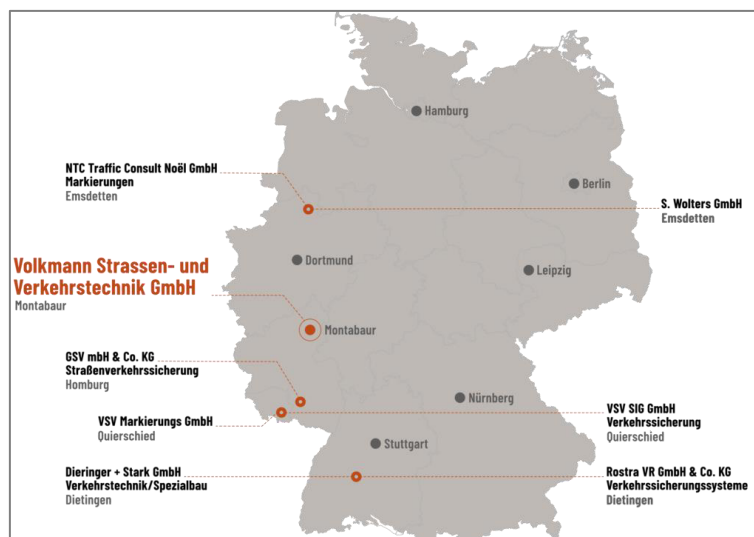 Hamburg
NTC Traffic Consult Noël GmbH
Markierungen
Emsdetten
Berlin
S. Wolters GmbH
Emsdetten
Dortmund
Volkmann Strassen- und
Verkehrstechnik GmbH
Montabaur
Leipzig
Montabaur
GSV mbH & Co. KG
Straßenverkehrssicherung
Homburg
Nürnberg
VSV Markierungs GmbH
Quierschied
VSV SIG GmbH
Verkehrssicherung
Quierschied
Stuttgart
Dieringer + Stark GmbH
Verkehrstechnik/Spezialbau
Dietingen
Rostra VR GmbH & Co. KG
Verkehrssicherungssysteme
Dietingen